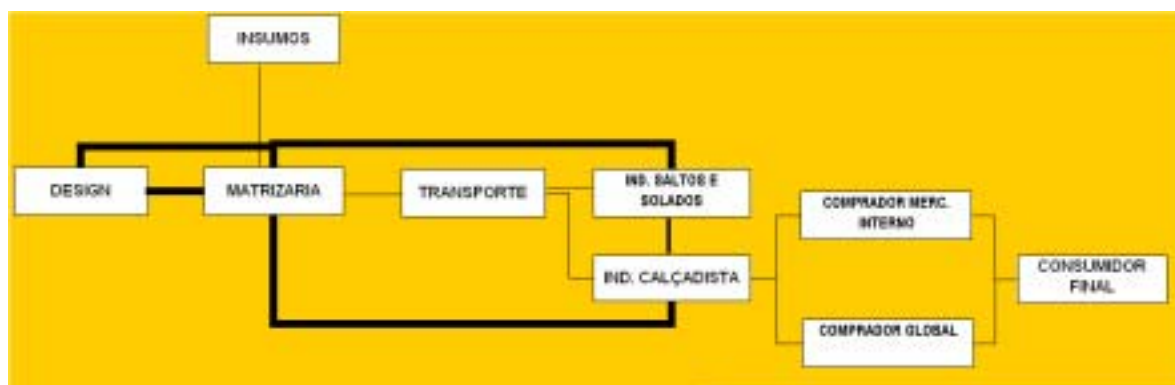 INSUMOS
DESIGN
MATRIZARIA
TRANSPORTE
IND. SALTOS E
SOLADOS
IND. CALÇADISTA
COMPRADOR MERC.
INTERNO
COMPRADOR GLOBAL
CONSUMIDOR
FINAL